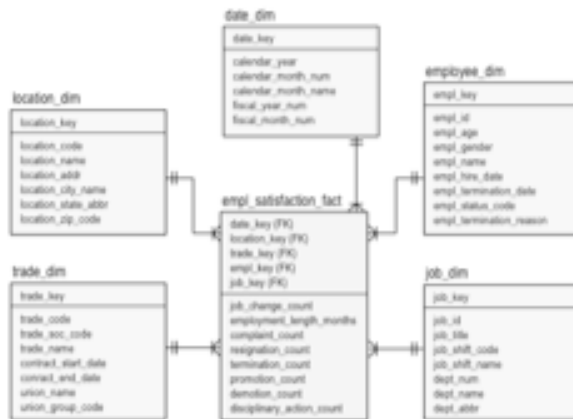 date_dim
date_key
calendar_year
calendar_month_num
calendar_month_name
fiscal_year_num
fiscal_month_num
location_dim
location_key
location_code
location_name
location_addr
location_city_name
location_state_abbr
location_zip_code
employee_dim
empl_key
empl_id
empl_age
empl_gender
empl_name
empl_hire_date
empl_termination_date
empl_status_code
empl_termination_reason
empl_satisfaction_fact
date_key (FK)
location_key (FK)
trade_key (FK)
empl_key (FK)
job_key (FK)
job_change_count
employment_length_months
complaint_count
resignation_count
termination_count
promotion_count
demotion_count
disciplinary_action_count
trade_dim
trade_key
trade_code
trade_soc_code
trade_name
contract_start_date
conract_end_date
union_name
union_group_code
job_dim
job_key
job_id
job_title
job_shift_code
job_shift_name
dept_num
dept_name
dept_abbr